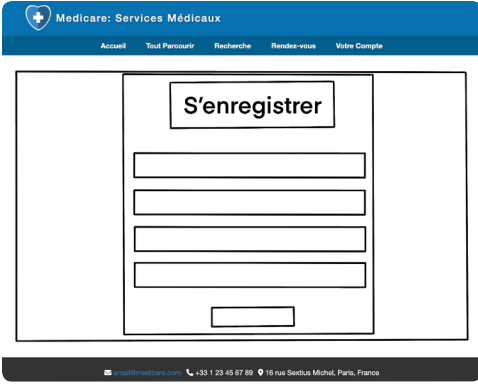 Medicare: Services Médicaux
Accueil Tout Parcourir Recherche Rendez-vous Votre Compte
S'enregistrer
email@medicare.com +33 1 23 45 67 89 16 rue Sextius Michel, Paris, France